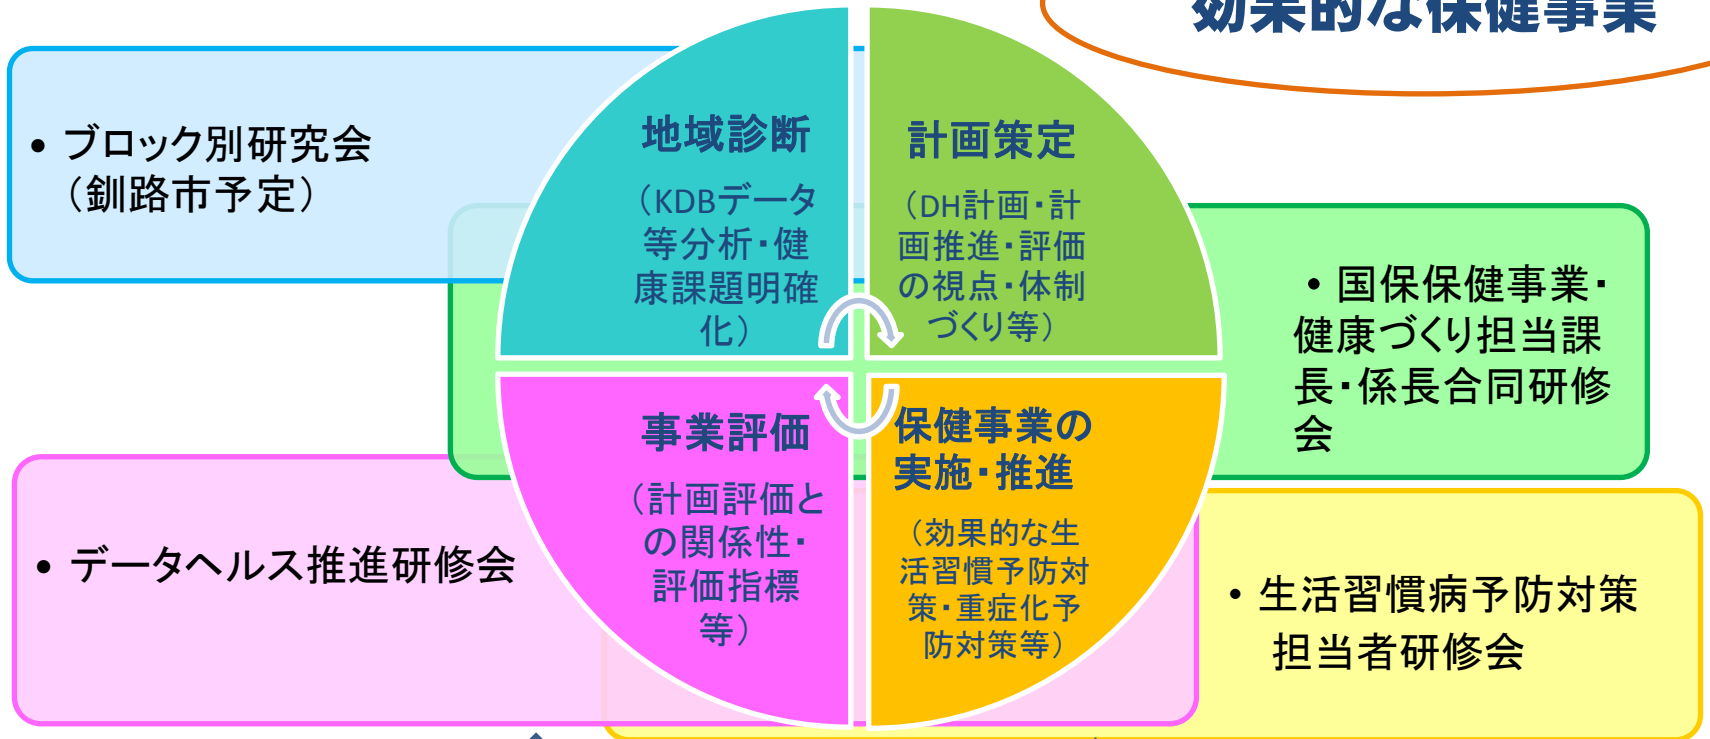 効果的な保健事業
• ブロック別研究会
（釧路市予定）
地域診断
（KDBデータ
等分析・健
康課題明確
化）
計画策定
（DH計画・計
画推進・評価
の視点・体制
づくり等）
• 国保保健事業・
健康づくり担当課
長・係長合同研修
会
事業評価
（計画評価と
の関係性・
評価指標
等）
保健事業の
実施・推進
（効果的な生
活習慣予防対
策・重症化予
防対策等）
• データヘルス推進研修会
• 生活習慣病予防対策
担当者研修会